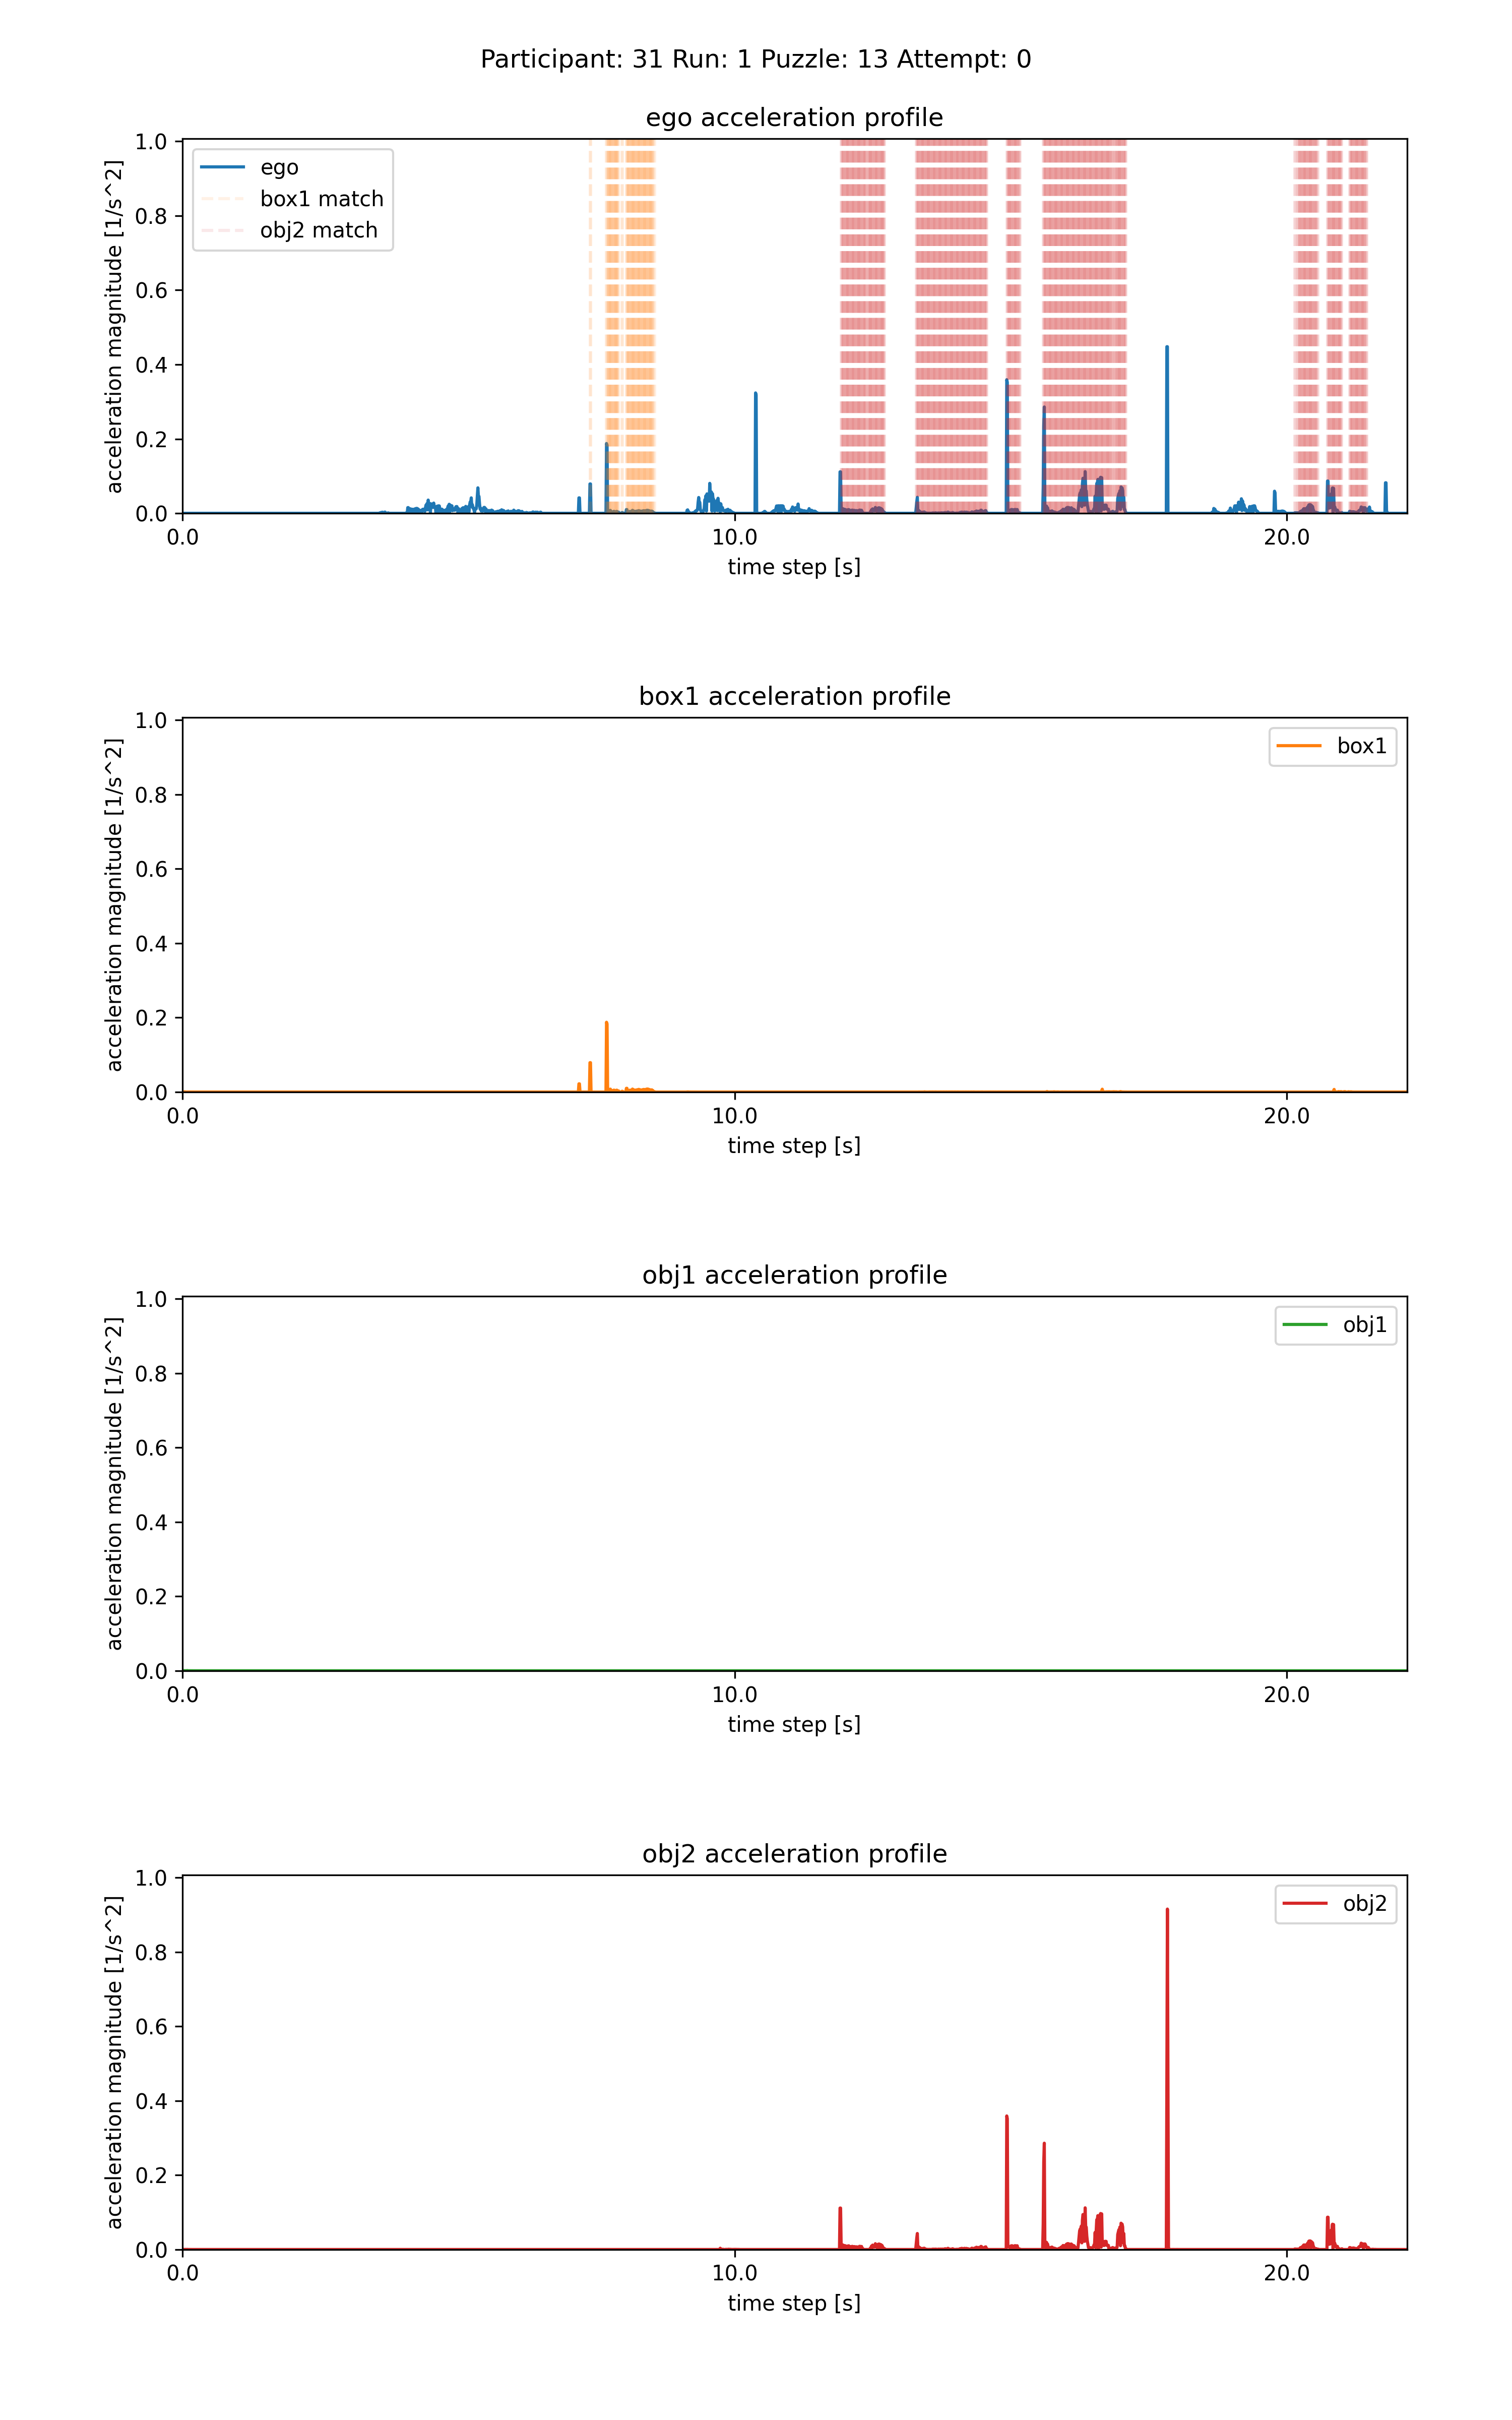 Participant: 31 Run: 1 Puzzle: 13 Attempt: 0
ego acceleration profile
acceleration magnitude [1/s^2]
1.0
0.8
0.6
0.4
0.2
0.0
ego
box1 match
obj2 match
0.0 10.0 20.0
time step [s]
box1 acceleration profile
acceleration magnitude [1/s^2]
1.0
0.8
0.6
0.4
0.2
0.0
box1
0.0 10.0 20.0
time step [s]
obj1 acceleration profile
acceleration magnitude [1/s^2]
1.0
0.8
0.6
0.4
0.2
0.0
obj1
0.0 10.0 20.0
time step [s]
obj2 acceleration profile
acceleration magnitude [1/s^2]
1.0
0.8
0.6
0.4
0.2
0.0
obj2
0.0 10.0 20.0
time step [s]